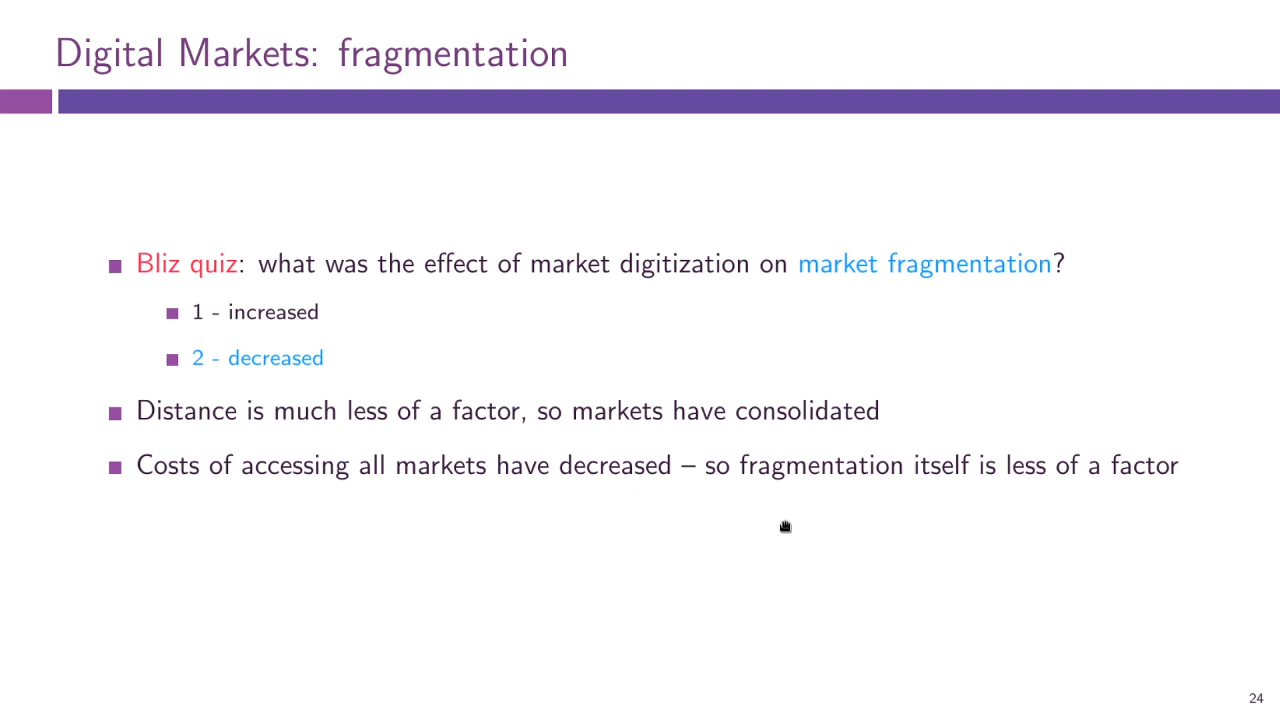 Digital Markets: fragmentation
Bliz quiz: what was the effect of market digitization on market fragmentation?
1 - increased
2 - decreased
Distance is much less of a factor, so markets have consolidated
Costs of accessing all markets have decreased – so fragmentation itself is less of a factor
24